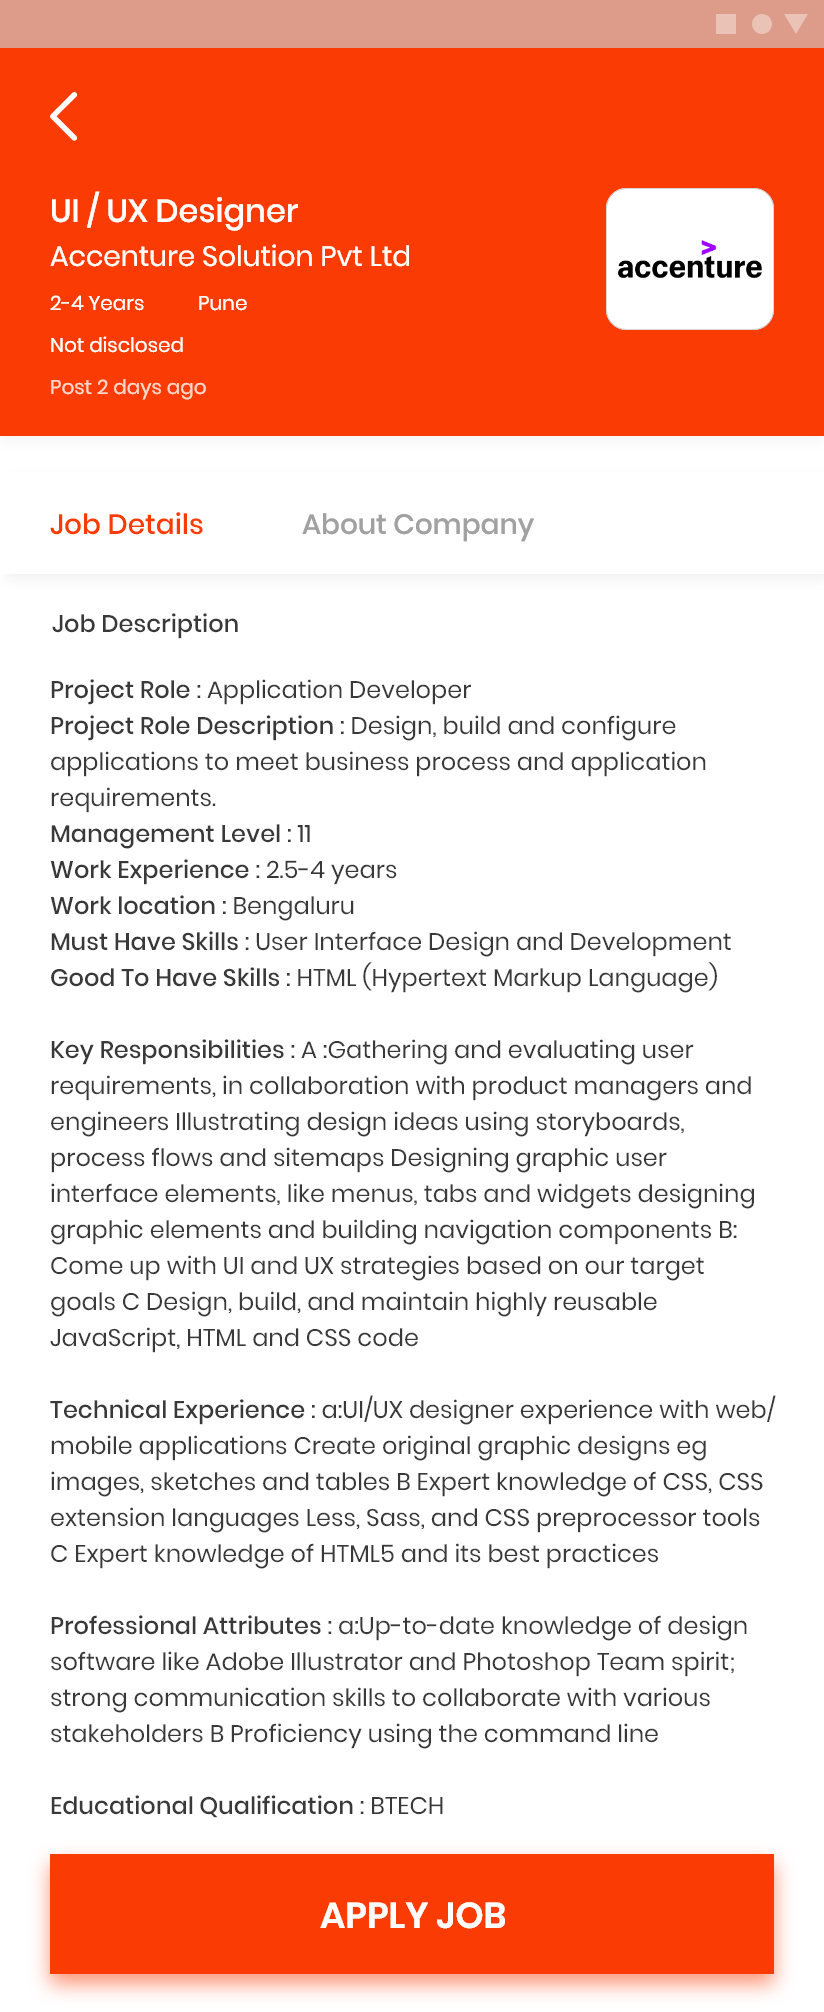 UI / UX Designer
Accenture Solution Pvt Ltd
2-4 Years Pune
Not disclosed
Post 2 days ago
>
accenture
Job Details About Company
Job Description
Project Role : Application Developer
Project Role Description : Design, build and configure
applications to meet business process and application
requirements.
Management Level : 11
Work Experience : 2.5-4 years
Work location : Bengaluru
Must Have Skills : User Interface Design and Development
Good To Have Skills : HTML (Hypertext Markup Language)
Key Responsibilities : A :Gathering and evaluating user
requirements, in collaboration with product managers and
engineers Illustrating design ideas using storyboards,
process flows and sitemaps Designing graphic user
interface elements, like menus, tabs and widgets designing
graphic elements and building navigation components B:
Come up with UI and UX strategies based on our target
goals C Design, build, and maintain highly reusable
JavaScript, HTML and CSS code
Technical Experience : a:UI/UX designer experience with web/
mobile applications Create original graphic designs eg
images, sketches and tables B Expert knowledge of CSS, CSS
extension languages Less, Sass, and CSS preprocessor tools
C Expert knowledge of HTML5 and its best practices
Professional Attributes : a:Up-to-date knowledge of design
software like Adobe Illustrator and Photoshop Team spirit;
strong communication skills to collaborate with various
stakeholders B Proficiency using the command line
Educational Qualification : BTECH
APPLY JOB